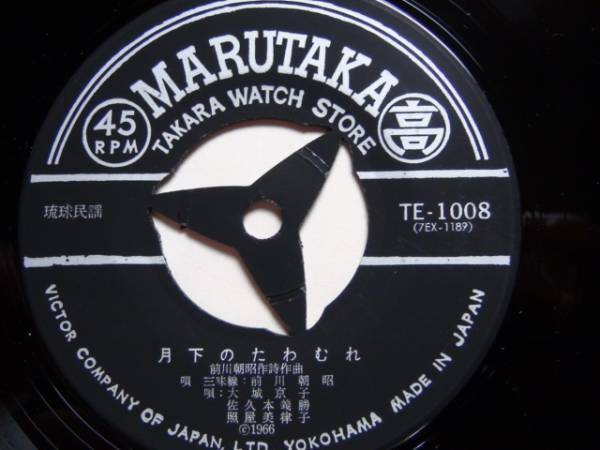 MARUTAKA
TAKARA WATCH STORE
45
RPM
高
琉球民謡
TE-1008
(7EX-1189)
月下のたわむれ
前川朝昭作詩作曲
唄 三味線:前川朝昭
唄:大城京子
佐久本義勝
照屋美律子
©1966
VICTOR COMPANY OF JAPAN, LTD. YOKOHAMA MADE IN JAPAN